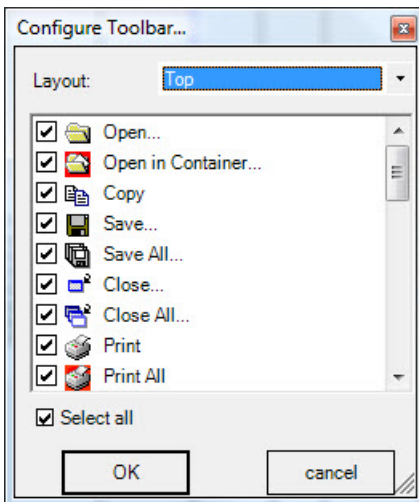 Configure Toolbar...
Layout: Top
Open...
Open in Container...
Copy
Save...
Save All...
Close...
Close All...
Print
Print All
Select all
OK cancel